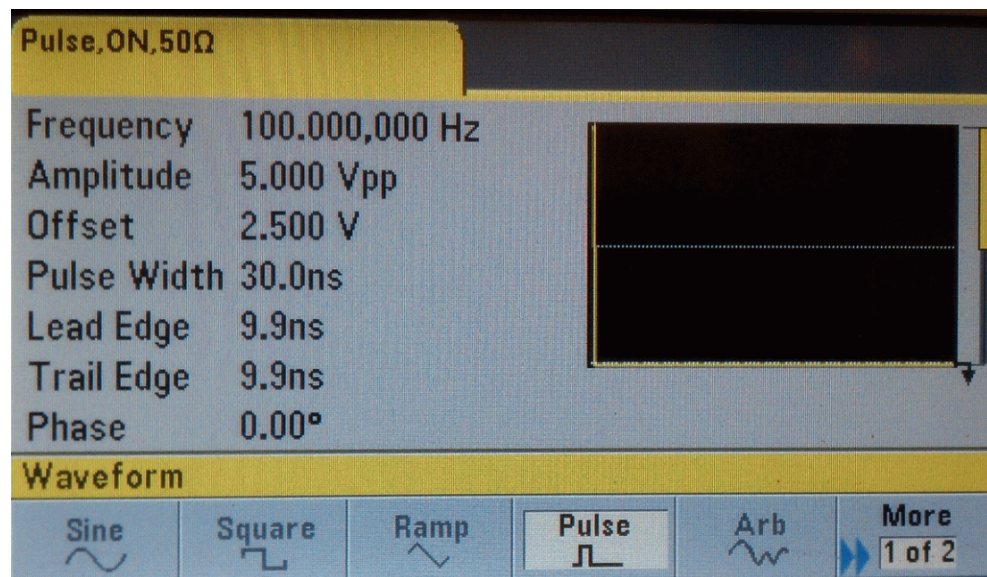 Pulse,ON,50Ω
Frequency 100.000,000 Hz
Amplitude 5.000 Vpp
Offset 2.500 V
Pulse Width 30.0ns
Lead Edge 9.9ns
Trail Edge 9.9ns
Phase 0.00°
Waveform
Sine Square Ramp Pulse Arb More
1 of 2